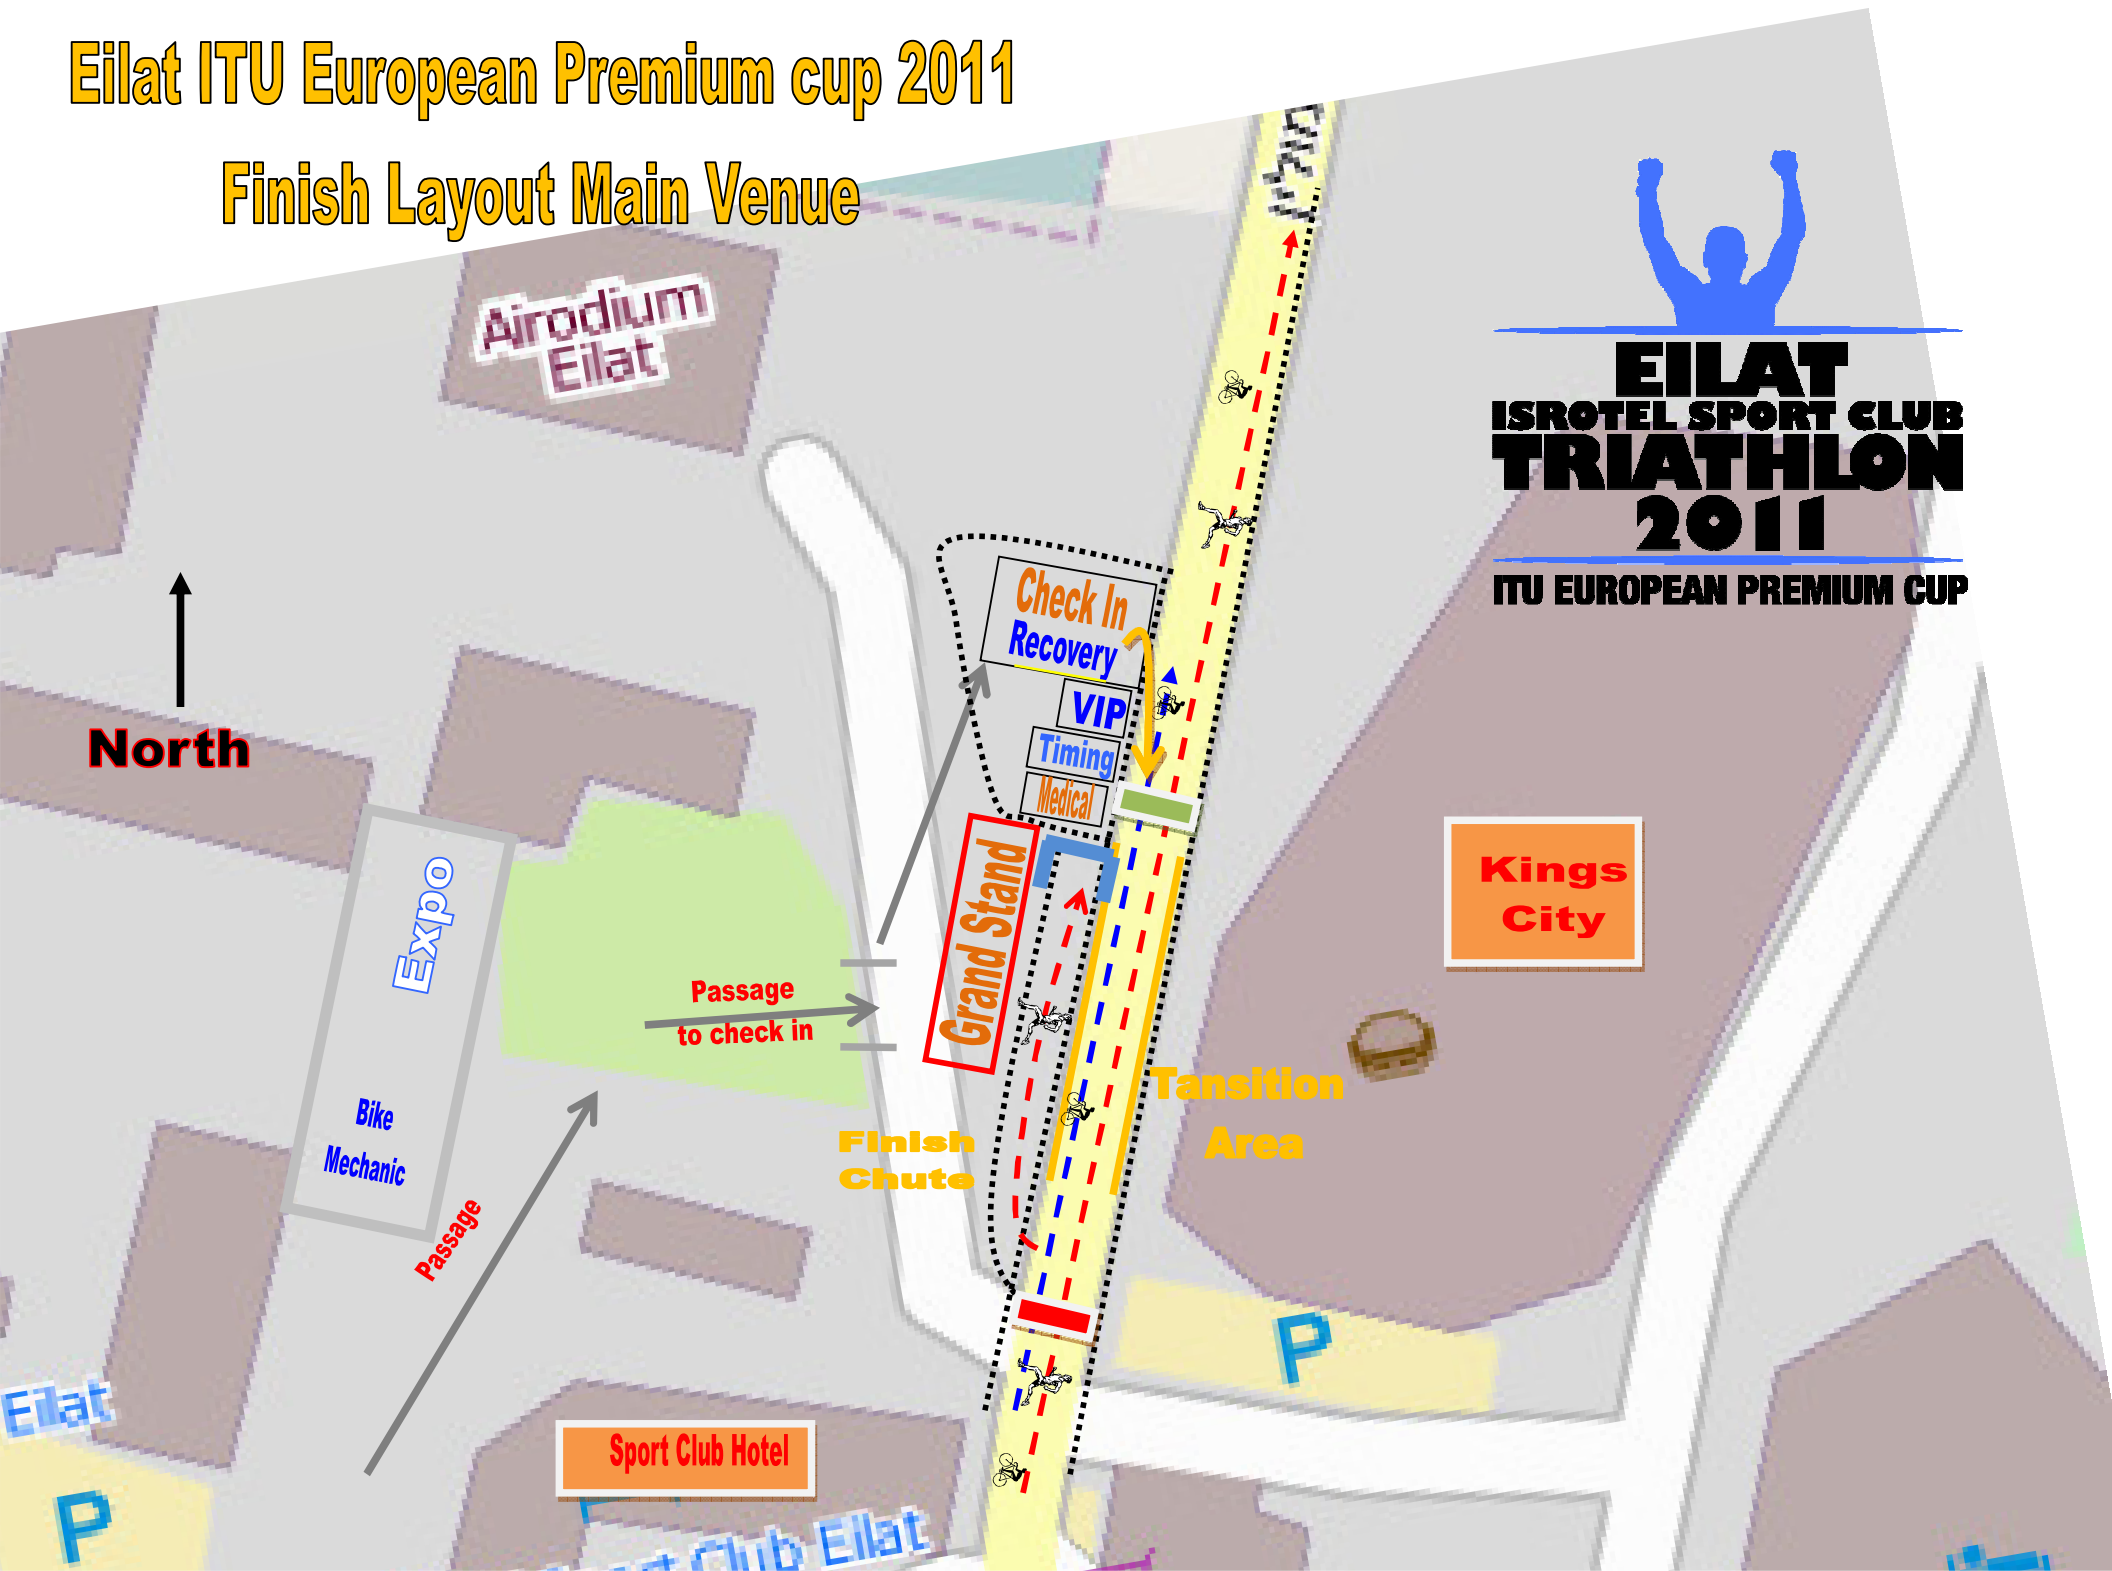 Eilat ITU European Premium cup 2011
Finish Layout Main Venue
Airodium
Eilat
EILAT
ISROTEL SPORT CLUB
TRIATHLON
2011
ITU EUROPEAN PREMIUM CUP
North
Check In
Recovery
VIP
Timing
Medical
Grand Stand
Expo
Bike
Mechanic
Passage
to check in
Passage
Finish
Chute
Tansition
Area
Kings
City
P
Eilat
P
Sport Club Hotel
Club Eilat